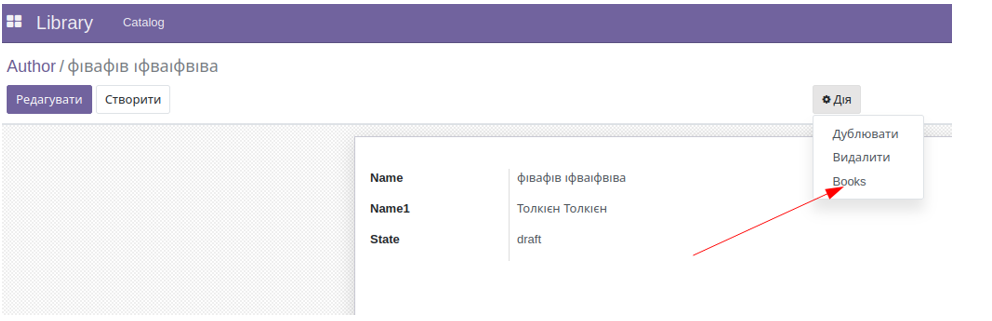 Library Catalog
Author / фівафів іфваіфвіва
Редагувати Створити Дія
Дублювати
Видалити
Books
Name фівафів іфваіфвіва
Name1 Толкієн Толкієн
State draft